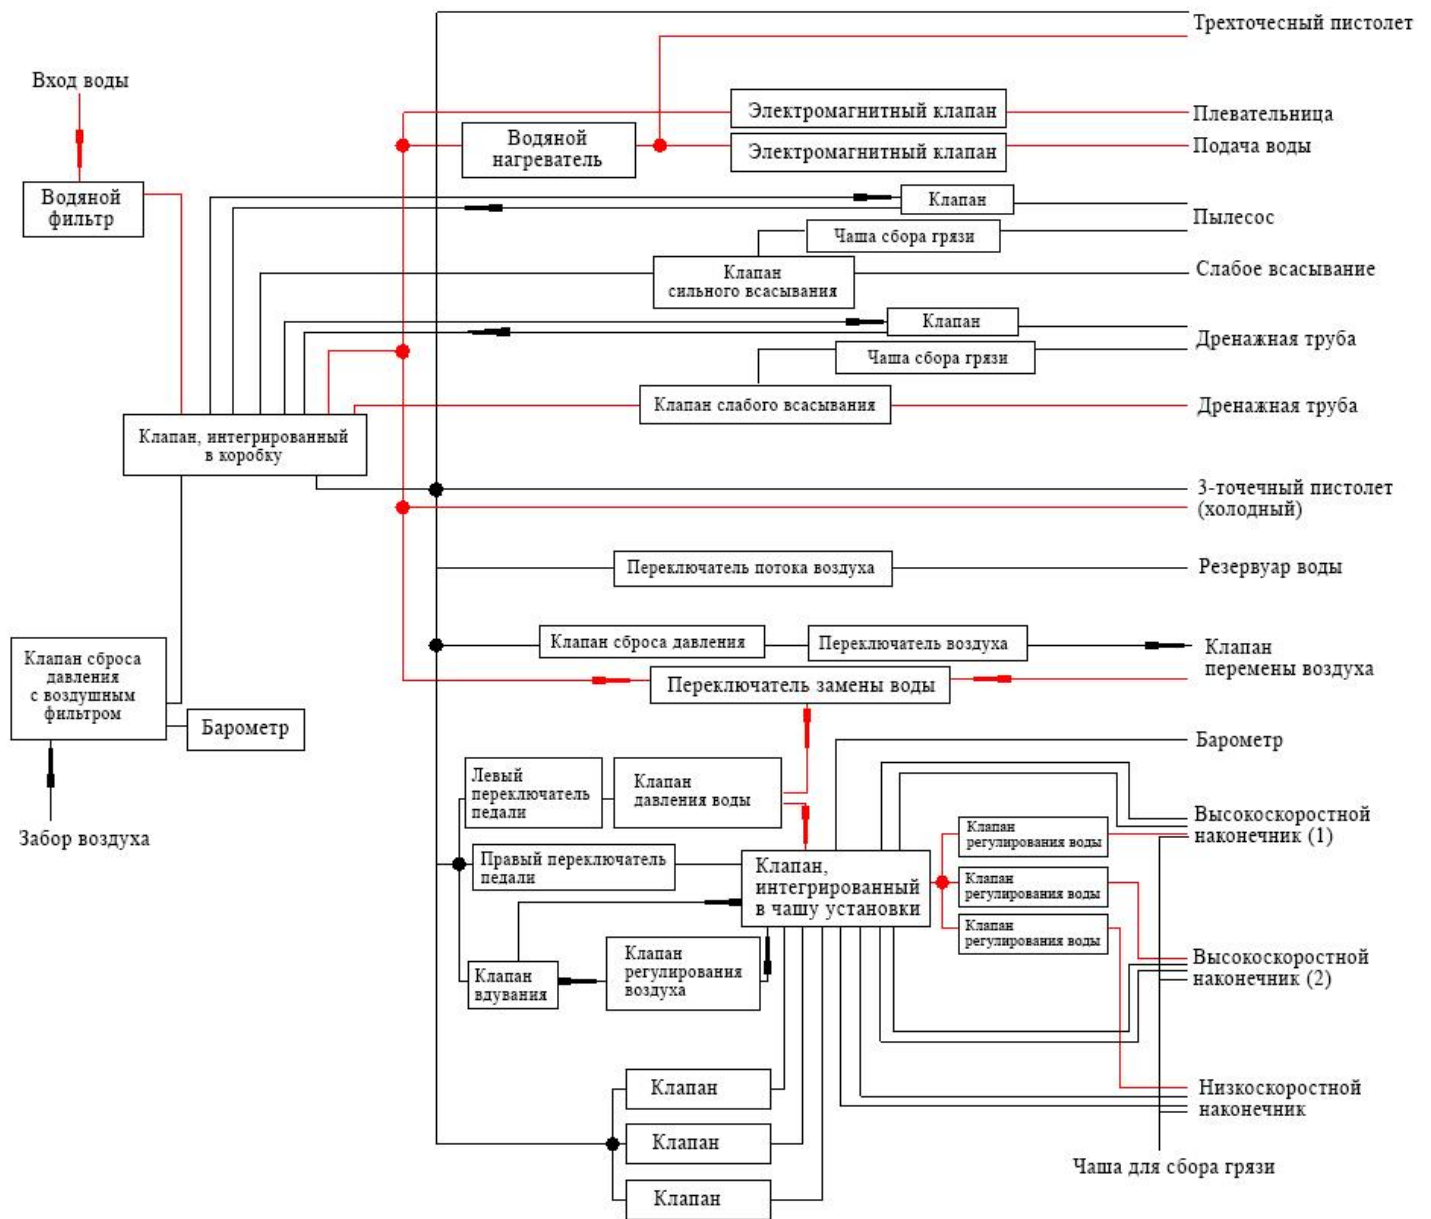 Трехточесный пистолет
Вход воды
Электромагнитный клапан
Плевательница
Водяной
нагреватель
Электромагнитный клапан
Подача воды
Водяной
фильтр
Клапан
Пылесос
Чаша сбора грязи
Клапан
сильного всасывания
Слабое всасывание
Клапан
Дренажная труба
Чаша сбора грязи
Клапан слабого всасывания
Дренажная труба
Клапан, интегрированный
в коробку
3-точечный пистолет
(холодный)
Переключатель потока воздуха
Резервуар воды
Клапан сброса давления
Переключатель воздуха
Клапан
перемены воздуха
Клапан сброса
давления
с воздушным
фильтром
Переключатель замены воды
Барометр
Барометр
Забор воздуха
Левый
переключатель
педали
Клапан
давления воды
Высокоскоростной
наконечник (1)
Клапан
регулирования воды
Правый переключатель
педали
Клапан,
интегрированный
в чашу установки
Клапан
регулирования воды
Клапан
регулирования воды
Клапан
вдувания
Клапан
регулирования
воздуха
Высокоскоростной
наконечник (2)
Клапан
Низкоскоростной
наконечник
Клапан
Чаша для сбора грязи
Клапан